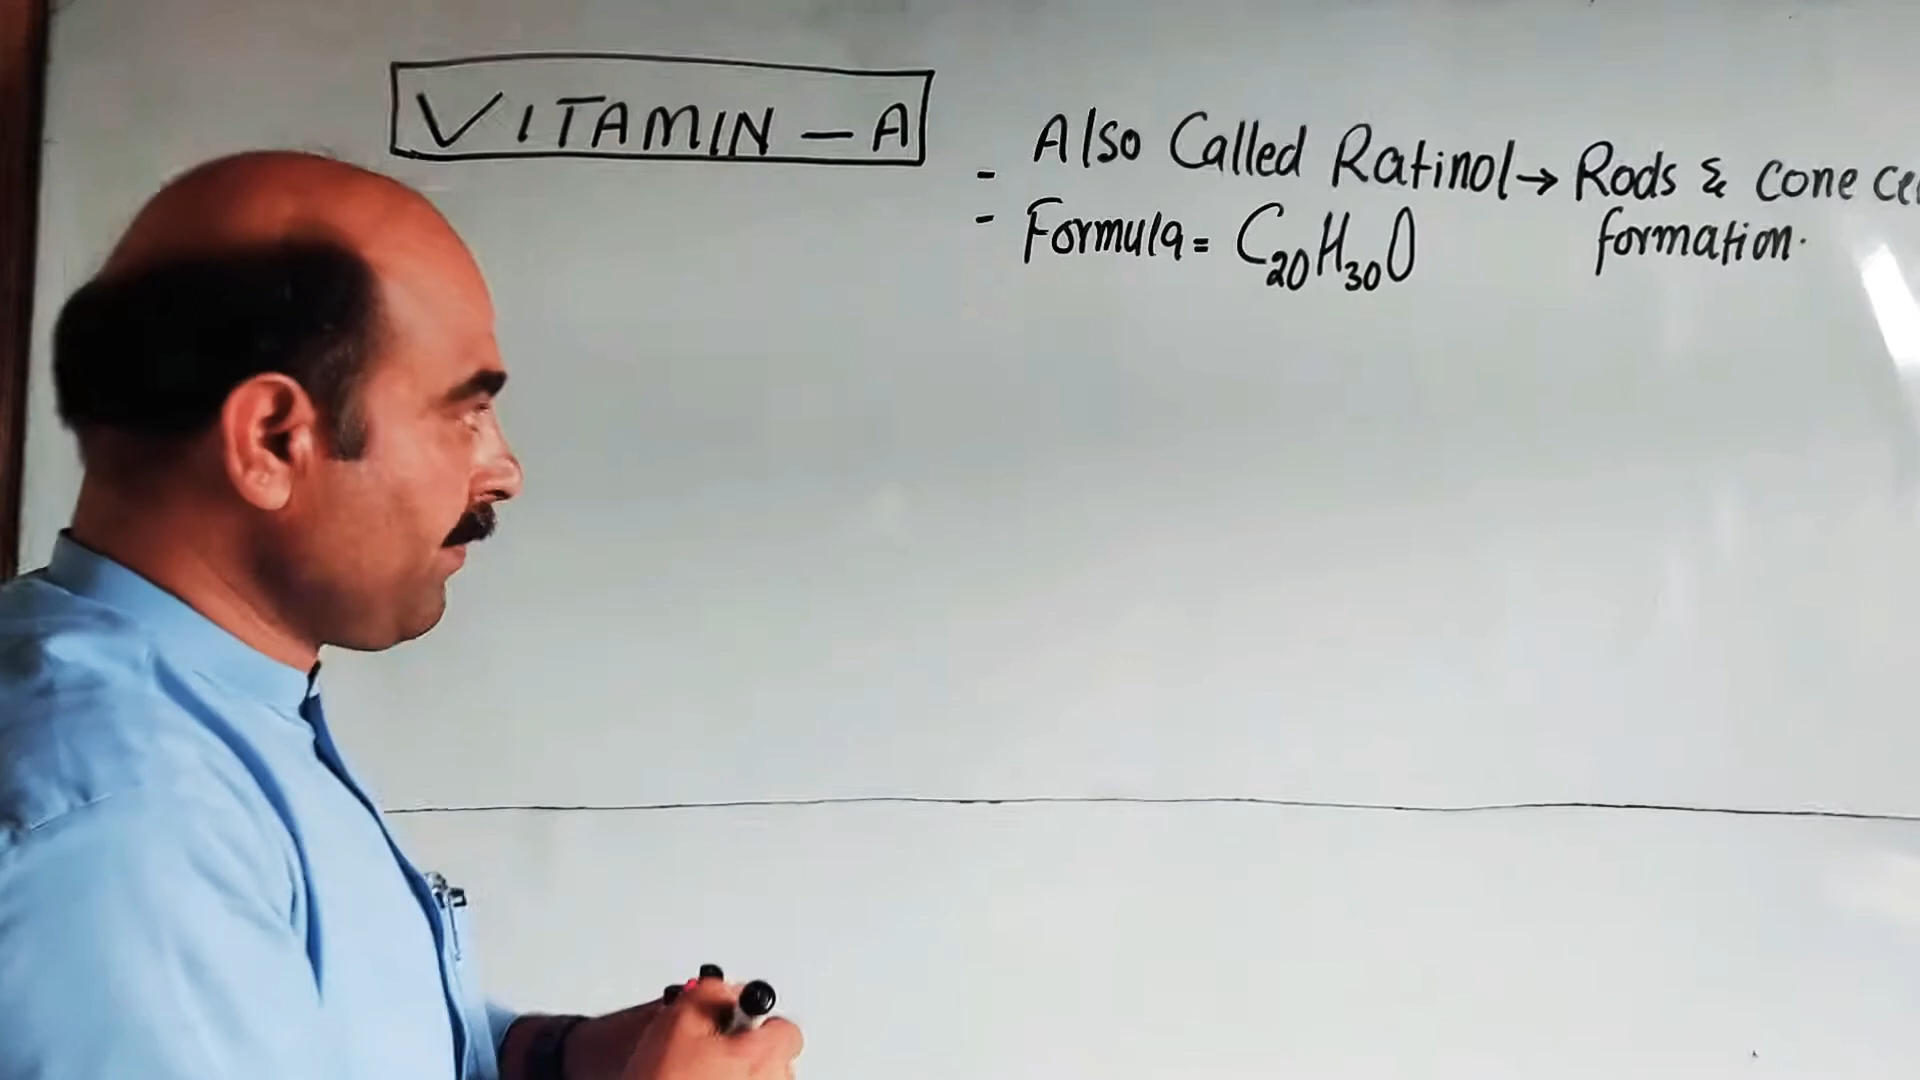 VITAMIN – A
- Also Called Ratinol → Rods & cone
- Formula = C₂₀H₃₀O formation.